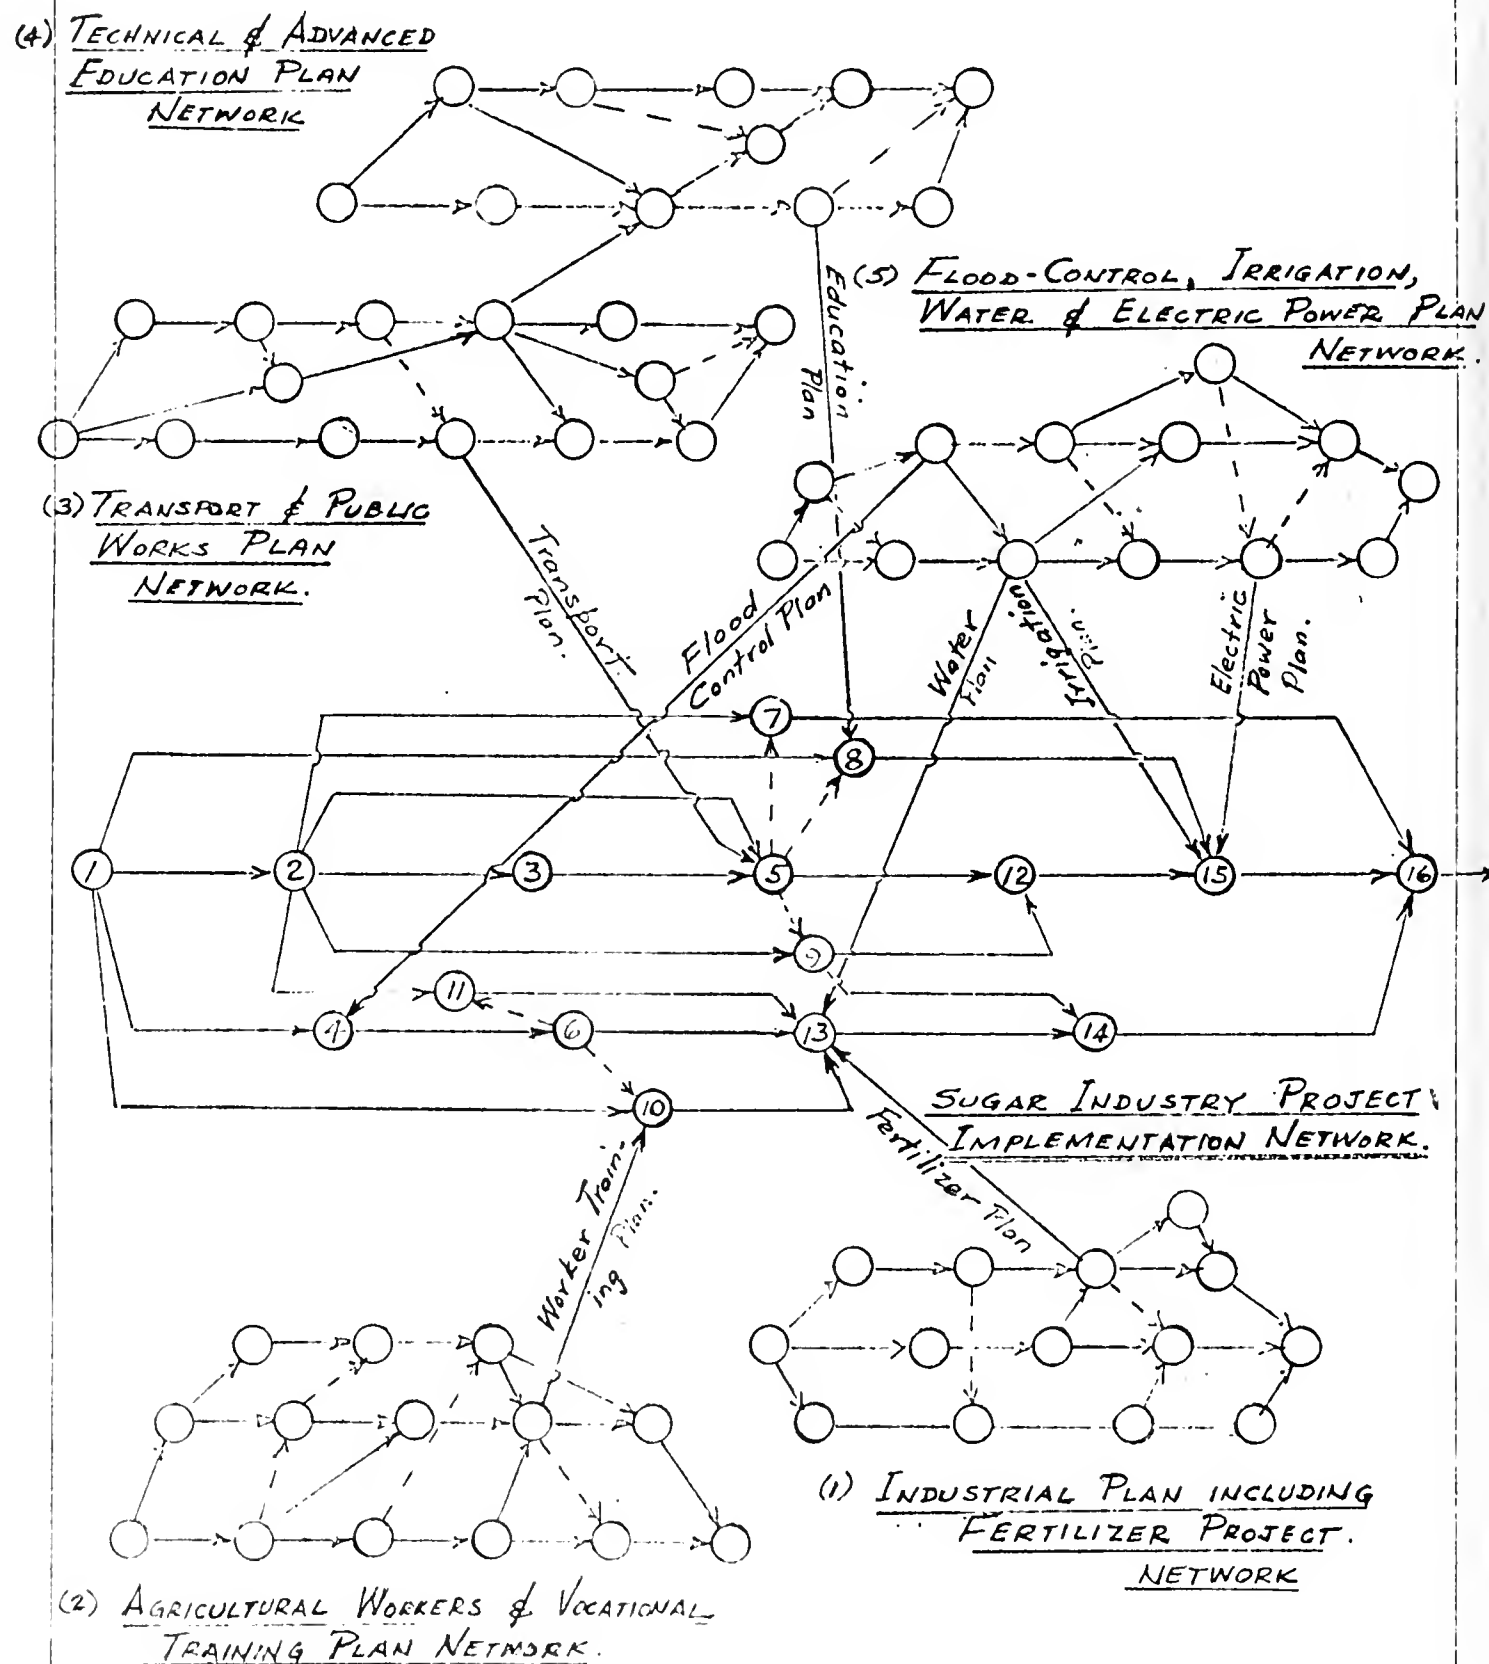 (4) TECHNICAL & ADVANCED
EDUCATION PLAN
NETWORK
(5) FLOOD-CONTROL, IRRIGATION,
WATER & ELECTRIC POWER PLAN
NETWORK.
Education
Plan
(3) TRANSPORT & PUBLIC
WORKS PLAN
NETWORK.
Transport
Plan.
Flood
Control Plan
Water
Plan
Irrigation
Plan.
Electric
Power
Plan.
7
8
1
2
3
5
12
15
16
9
11
4
6
13
14
10
SUGAR INDUSTRY PROJECT
IMPLEMENTATION NETWORK.
Fertilizer Plan
Worker Train-
ing Plan.
(1) INDUSTRIAL PLAN INCLUDING
FERTILIZER PROJECT.
NETWORK
(2) AGRICULTURAL WORKERS & VOCATIONAL
TRAINING PLAN NETWORK.